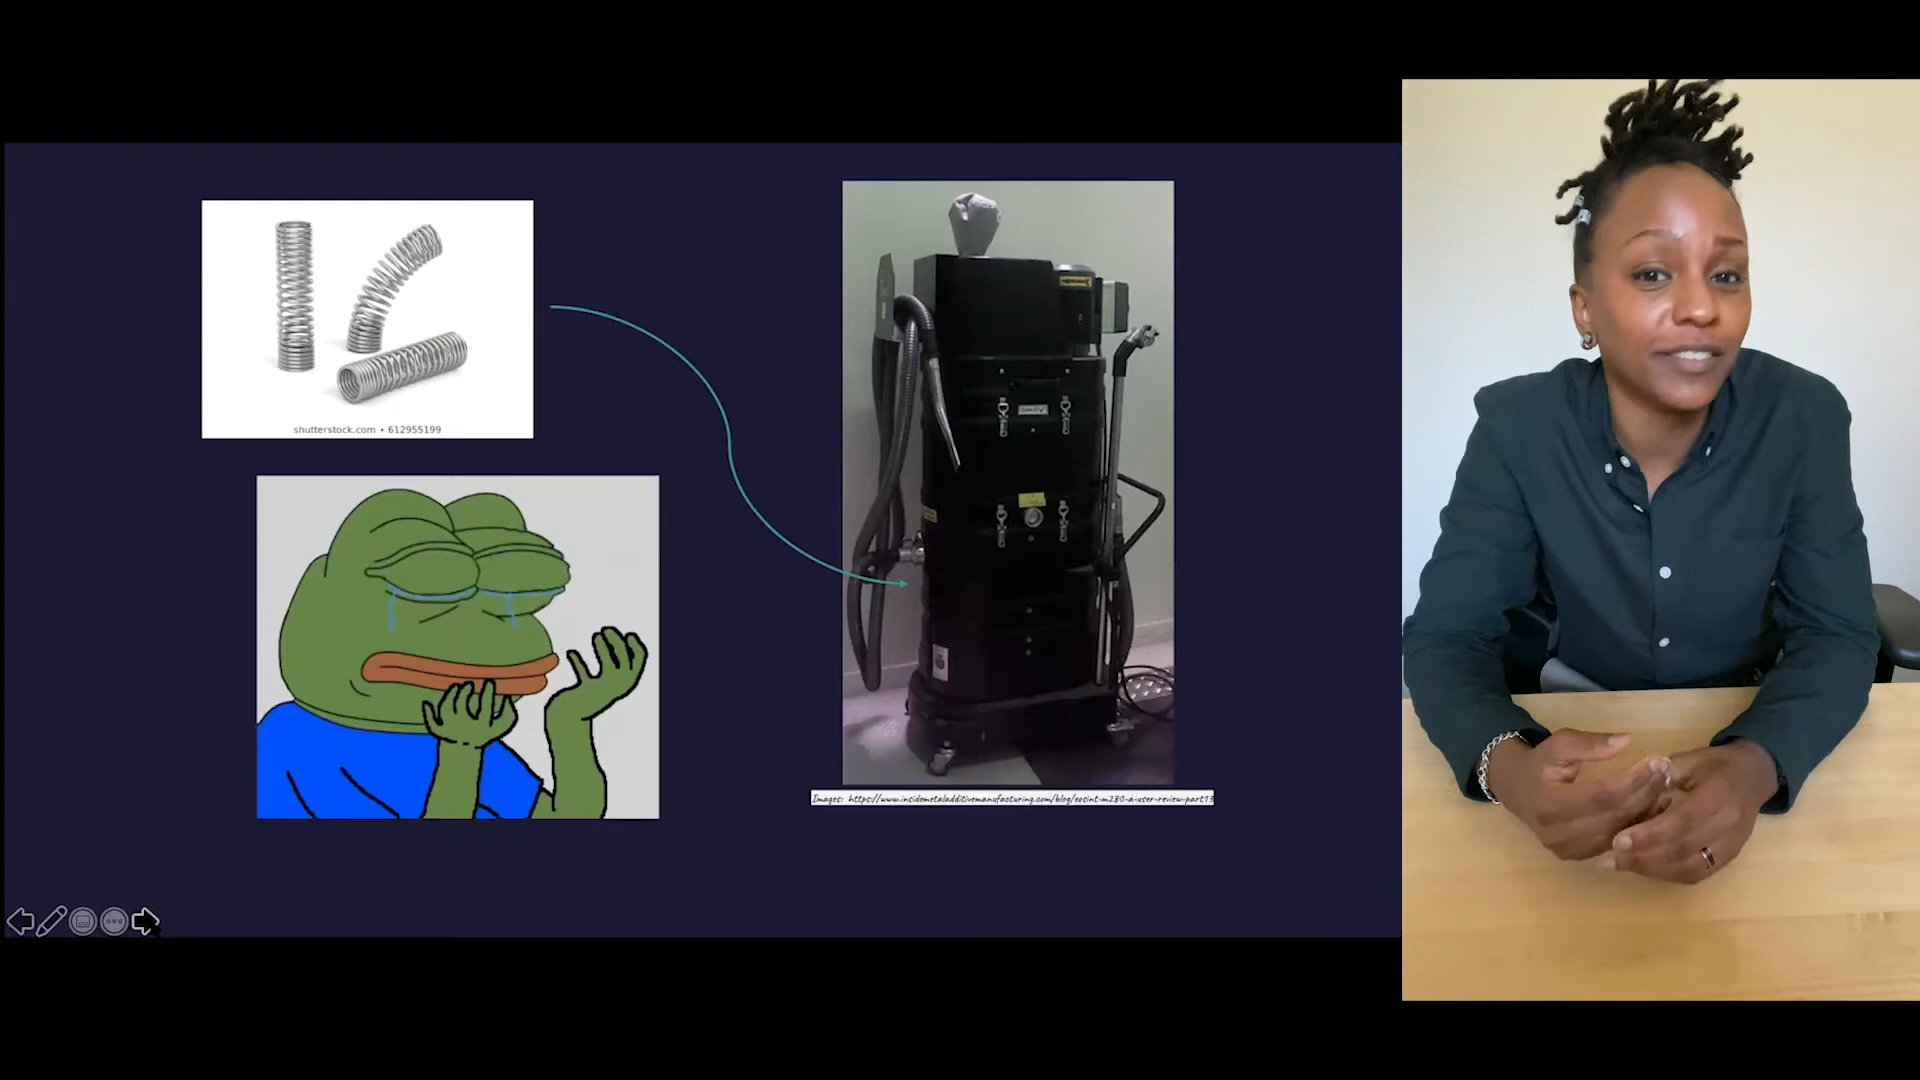 shutterstock.com • 612955199
Images: https://www.insidemetaladditivemanufacturing.com/blog/eosint-m280-a-user-review-part13